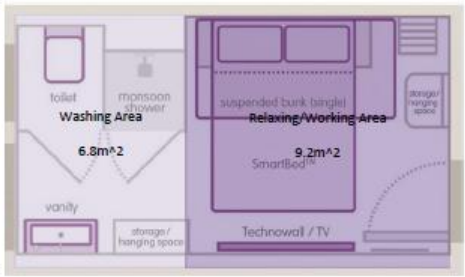 toilet
monsoon
shower
Washing Area
6.8m^2
vanity
storage/
hanging space
suspended bunk (single)
Relaxing/Working Area
9.2m^2
SmartBed™
storage/
hanging
space
Technowall / TV